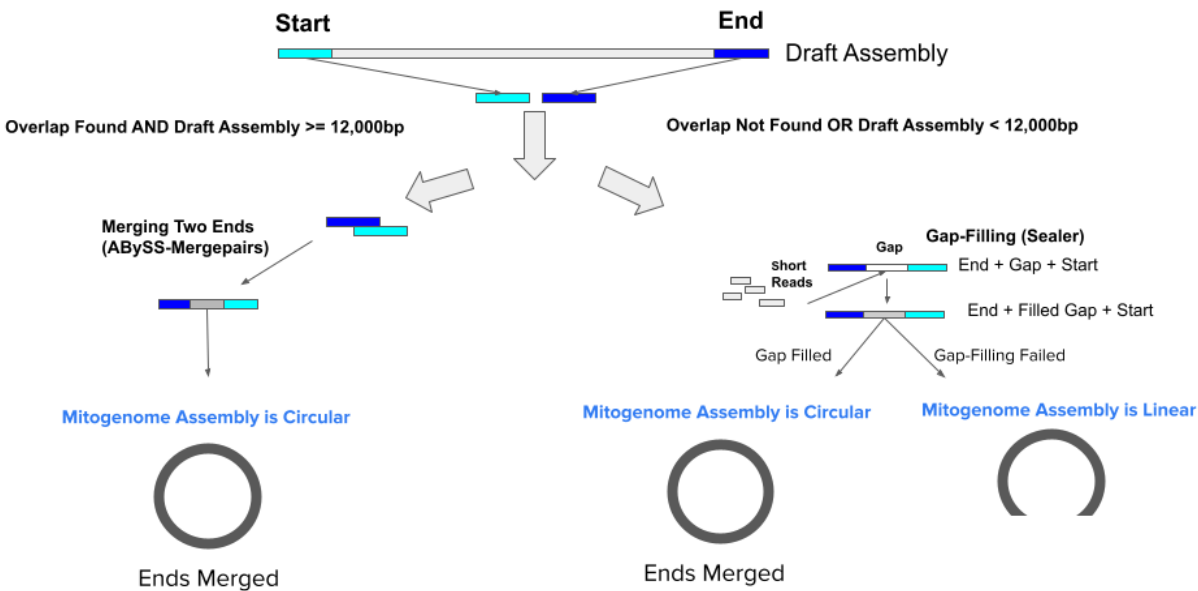 Start
End
Draft Assembly
Overlap Found AND Draft Assembly >= 12,000bp
Overlap Not Found OR Draft Assembly < 12,000bp
Merging Two Ends
(ABySS-Mergepairs)
Gap-Filling (Sealer)
Gap
End + Gap + Start
Short
Reads
End + Filled Gap + Start
Gap Filled
Gap-Filling Failed
Mitogenome Assembly is Circular
Mitogenome Assembly is Circular
Mitogenome Assembly is Linear
Ends Merged
Ends Merged